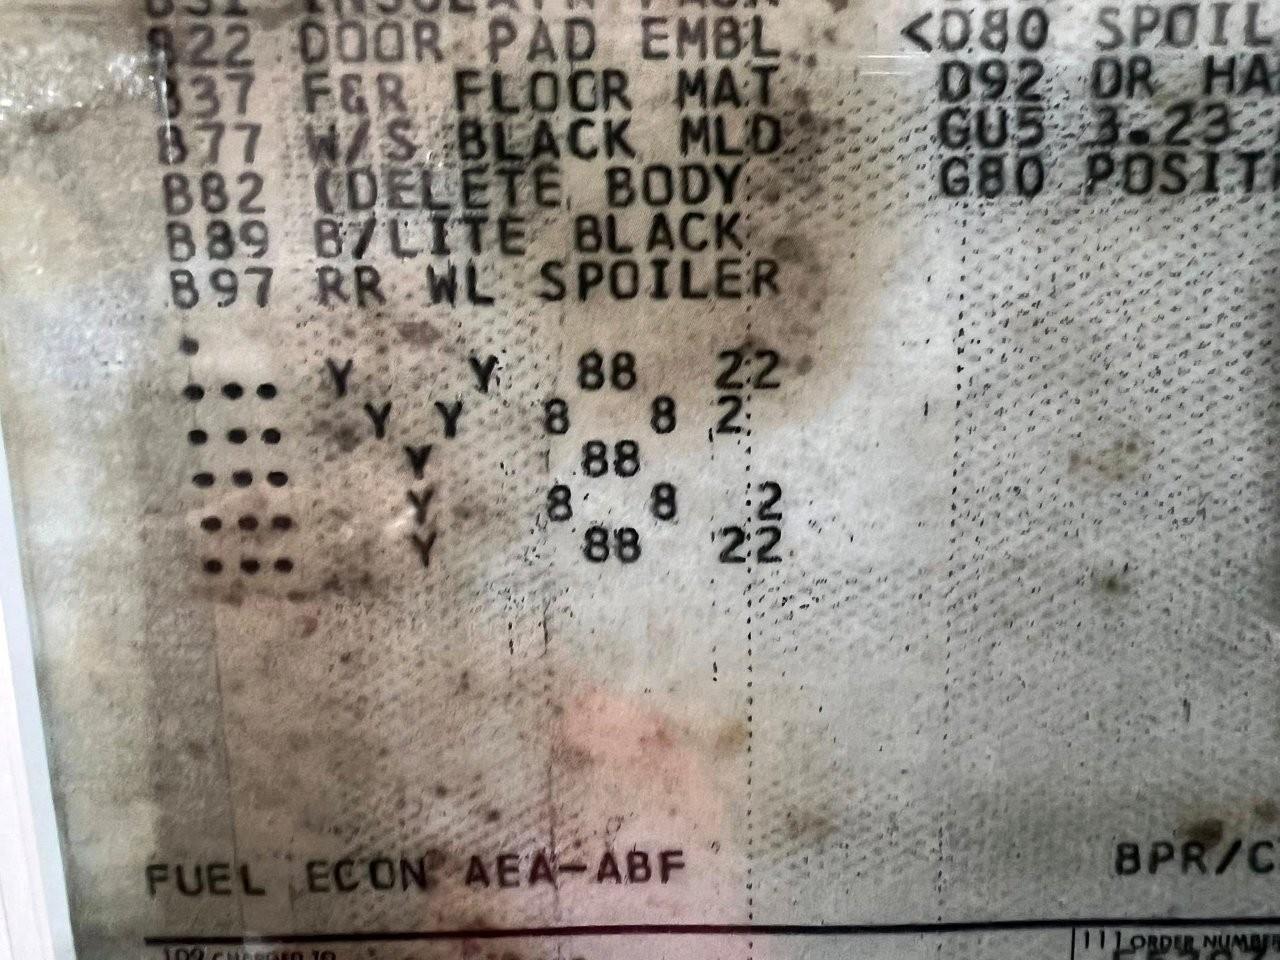 B22 DOOR PAD EMBL <D80 SPOIL
B37 F&R FLOOR MAT D92 DR HA
B77 W/S BLACK MLD GU5 3.23
B82 (DELETE BODY G80 POSIT
B89 B/LITE BLACK
B97 RR WL SPOILER
.
... Y Y 88 22
... Y Y 8 8 2
... Y 88
... Y 8 8 2
... Y 88 22
FUEL ECON AEA-ABF BPR/C
ORDER NUMBER